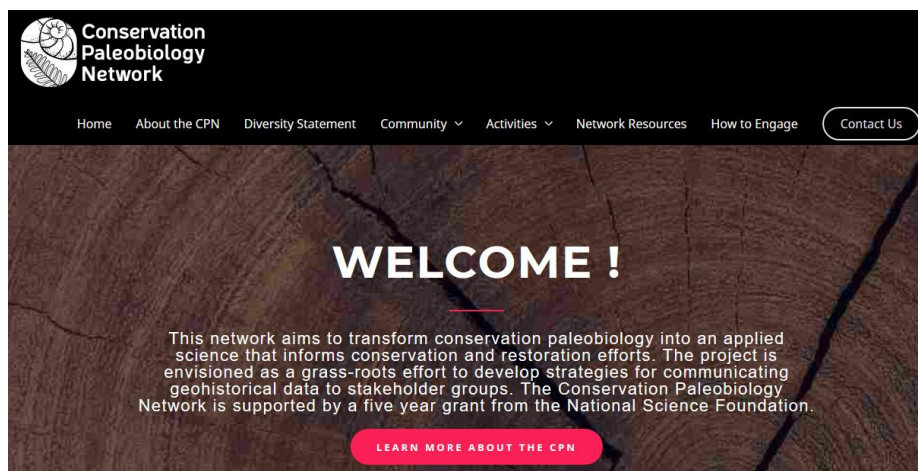 Conservation
Paleobiology
Network
Home About the CPN Diversity Statement Community Activities Network Resources How to Engage Contact Us
WELCOME !
This network aims to transform conservation paleobiology into an applied
science that informs conservation and restoration efforts. The project is
envisioned as a grass-roots effort to develop strategies for communicating
geohistorical data to stakeholder groups. The Conservation Paleobiology
Network is supported by a five year grant from the National Science Foundation.
LEARN MORE ABOUT THE CPN